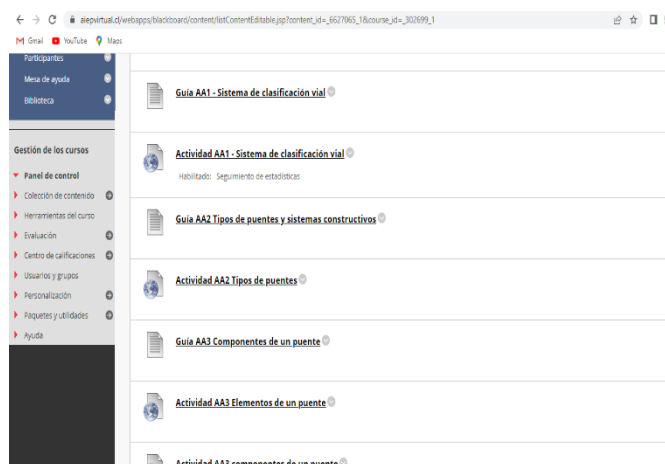 aiepvirtual.cl/webapps/blackboard/content/listContentEditable.jsp?content_id=_6627065_1&course_id=_302699_1
Gmail YouTube Maps
Participantes
Mesa de ayuda
Biblioteca
Gestión de los cursos
Panel de control
Colección de contenido
Herramientas del curso
Evaluación
Centro de calificaciones
Usuarios y grupos
Personalización
Paquetes y utilidades
Ayuda
Guía AA1 - Sistema de clasificación vial
Actividad AA1 - Sistema de clasificación vial
Habilitado: Seguimiento de estadísticas
Guía AA2 Tipos de puentes y sistemas constructivos
Actividad AA2 Tipos de puentes
Guía AA3 Componentes de un puente
Actividad AA3 Elementos de un puente
Actividad AA3 componentes de un puente